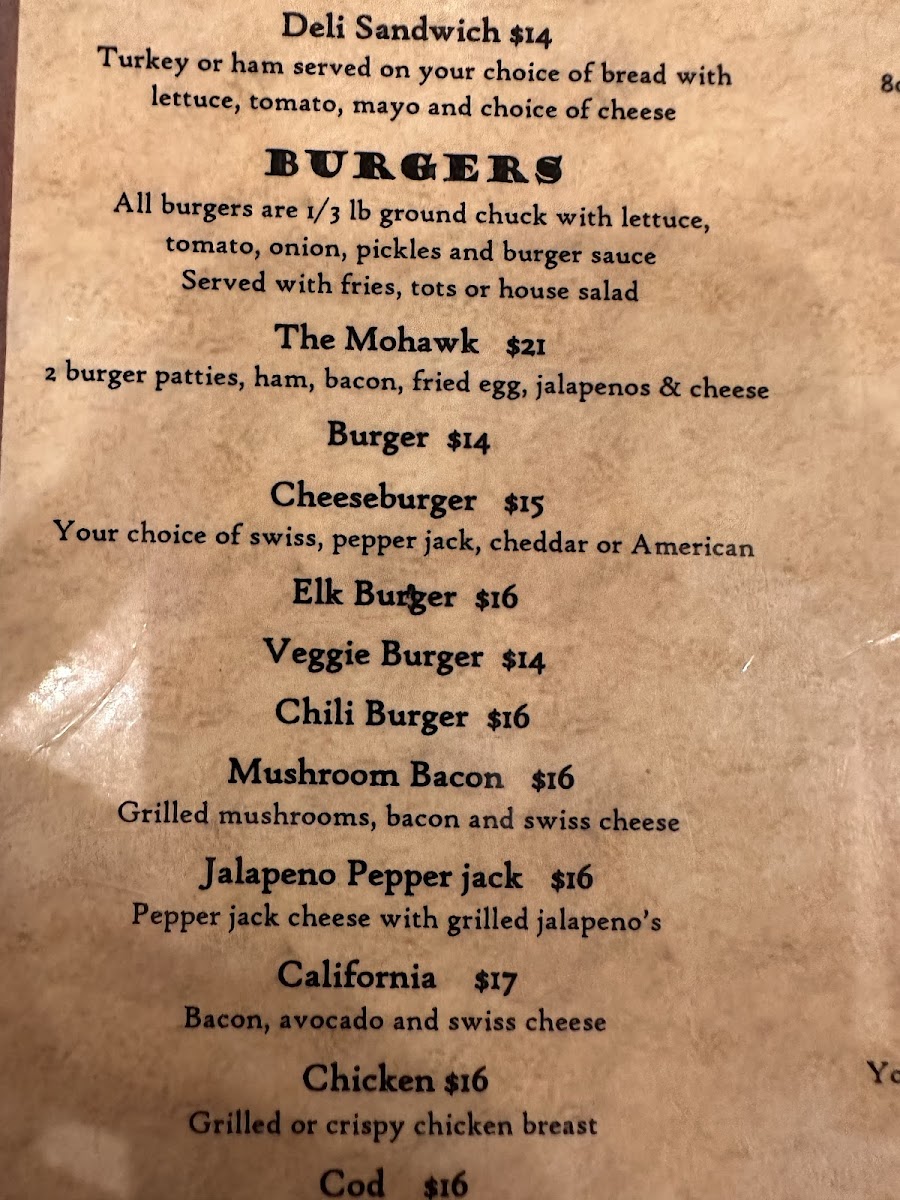 Deli Sandwich $14
Turkey or ham served on your choice of bread with
lettuce, tomato, mayo and choice of cheese
BURGERS
All burgers are 1/3 lb ground chuck with lettuce,
tomato, onion, pickles and burger sauce
Served with fries, tots or house salad
The Mohawk $21
2 burger patties, ham, bacon, fried egg, jalapenos & cheese
Burger $14
Cheeseburger $15
Your choice of swiss, pepper jack, cheddar or American
Elk Burger $16
Veggie Burger $14
Chili Burger $16
Mushroom Bacon $16
Grilled mushrooms, bacon and swiss cheese
Jalapeno Pepper jack $16
Pepper jack cheese with grilled jalapeno's
California $17
Bacon, avocado and swiss cheese
Chicken $16
Grilled or crispy chicken breast
Cod $16